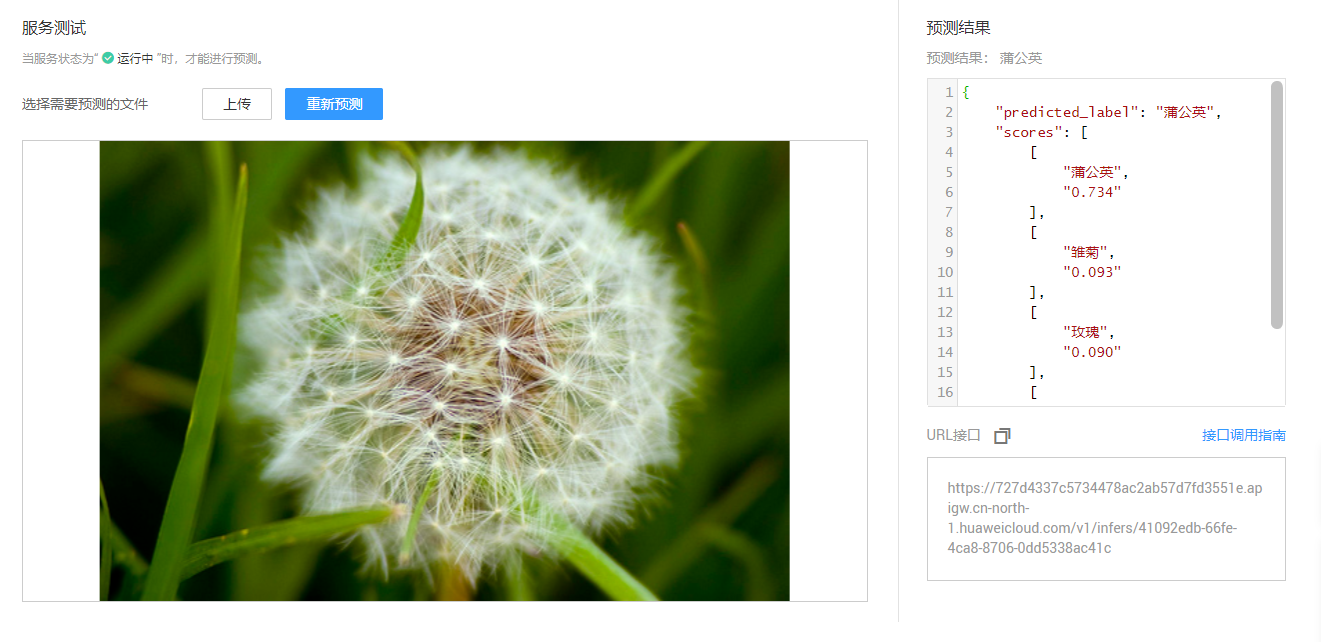 服务测试
当服务状态为“ 运行中 ”时，才能进行预测。
选择需要预测的文件 上传 重新预测
预测结果
预测结果： 蒲公英
1 {
2 "predicted_label": "蒲公英",
3 "scores": [
4 [
5 "蒲公英",
6 "0.734"
7 ],
8 [
9 "雏菊",
10 "0.093"
11 ],
12 [
13 "玫瑰",
14 "0.090"
15 ],
16 [
URL接口 接口调用指南
https://727d4337c5734478ac2ab57d7fd3551e.ap
igw.cn-north-
1.huaweicloud.com/v1/infers/41092edb-66fe-
4ca8-8706-0dd5338ac41c